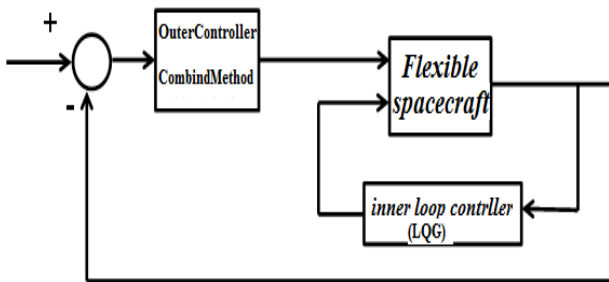 +
OuterController
CombindMethod
Flexible
spacecraft
-
inner loop contrller
(LQG)